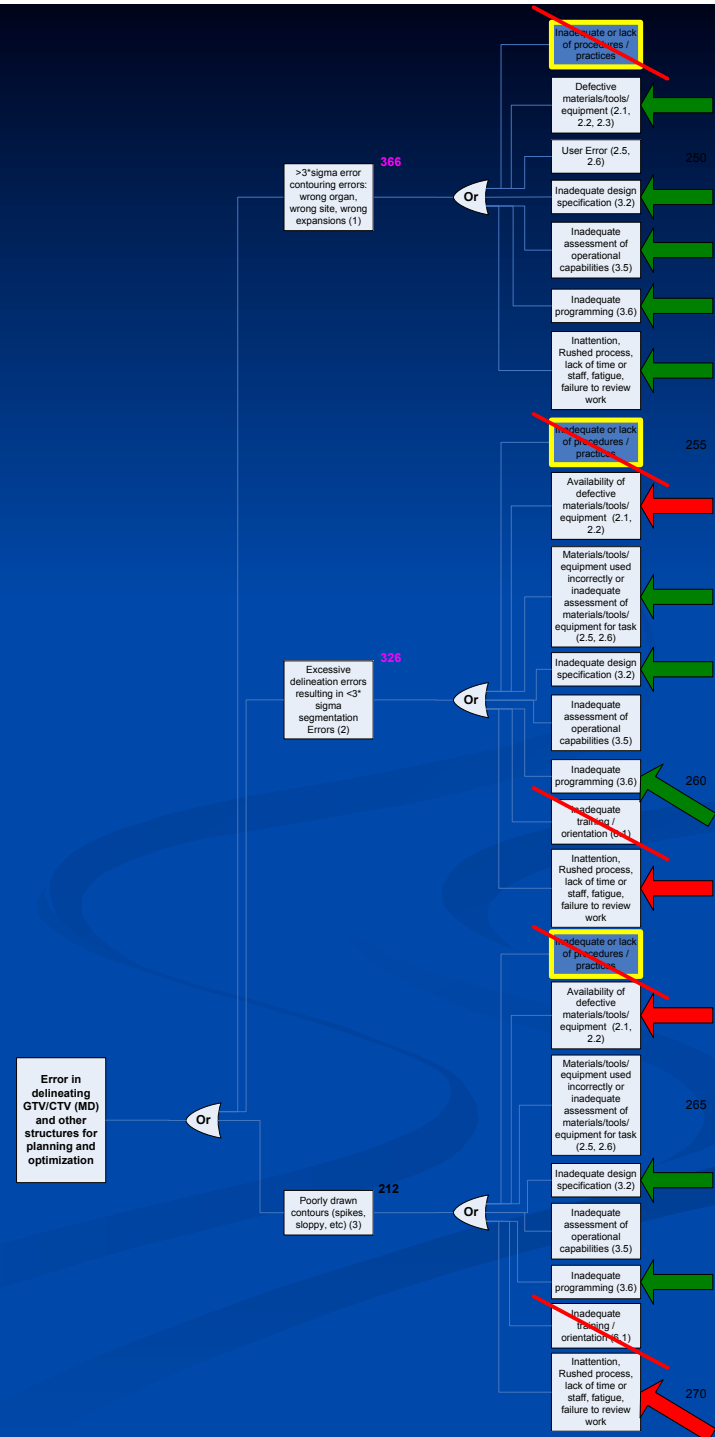 Inadequate or lack
of procedures /
practices
Defective
materials/tools/
equipment (2.1,
2.2, 2.3)
366
>3*sigma error
contouring errors:
wrong organ,
wrong site, wrong
expansions (1)
Or
User Error (2.5,
2.6)
250
Inadequate design
specification (3.2)
Inadequate
assessment of
operational
capabilities (3.5)
Inadequate
programming (3.6)
Inattention,
Rushed process,
lack of time or
staff, fatigue,
failure to review
work
Inadequate or lack
of procedures /
practices
255
Availability of
defective
materials/tools/
equipment (2.1,
2.2)
Materials/tools/
equipment used
incorrectly or
inadequate
assessment of
materials/tools/
equipment for task
(2.5, 2.6)
326
Excessive
delineation errors
resulting in <3*
sigma
segmentation
Errors (2)
Or
Inadequate design
specification (3.2)
Inadequate
assessment of
operational
capabilities (3.5)
Inadequate
programming (3.6)
260
Inadequate
training /
orientation (6.1)
Inattention,
Rushed process,
lack of time or
staff, fatigue,
failure to review
work
Inadequate or lack
of procedures /
practices
Availability of
defective
materials/tools/
equipment (2.1,
2.2)
Error in
delineating
GTV/CTV (MD)
and other
structures for
planning and
optimization
Or
Materials/tools/
equipment used
incorrectly or
inadequate
assessment of
materials/tools/
equipment for task
(2.5, 2.6)
265
212
Poorly drawn
contours (spikes,
sloppy, etc) (3)
Or
Inadequate design
specification (3.2)
Inadequate
assessment of
operational
capabilities (3.5)
Inadequate
programming (3.6)
Inadequate
training /
orientation (6.1)
Inattention,
Rushed process,
lack of time or
staff, fatigue,
failure to review
work
270